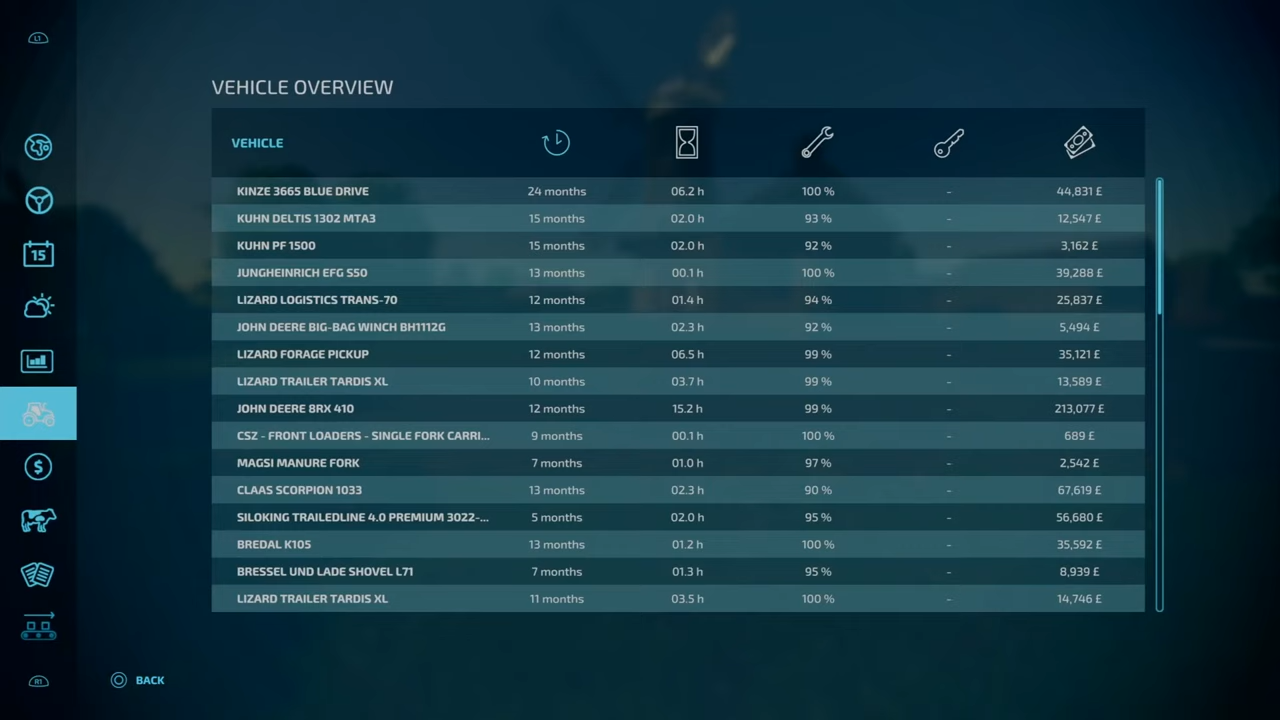 L1
VEHICLE OVERVIEW
VEHICLE
KINZE 3665 BLUE DRIVE 24 months 06.2 h 100 % - 44,831 £
KUHN DELTIS 1302 MTA3 15 months 02.0 h 93 % - 12,547 £
KUHN PF 1500 15 months 02.0 h 92 % - 3,162 £
JUNGHEINRICH EFG S50 13 months 00.1 h 100 % - 39,288 £
LIZARD LOGISTICS TRANS-70 12 months 01.4 h 94 % - 25,837 £
JOHN DEERE BIG-BAG WINCH BH1112G 13 months 02.3 h 92 % - 5,494 £
LIZARD FORAGE PICKUP 12 months 06.5 h 99 % - 35,121 £
LIZARD TRAILER TARDIS XL 10 months 03.7 h 99 % - 13,589 £
JOHN DEERE 8RX 410 12 months 15.2 h 99 % - 213,077 £
CSZ - FRONT LOADERS - SINGLE FORK CARRI... 9 months 00.1 h 100 % - 689 £
MAGSI MANURE FORK 7 months 01.0 h 97 % - 2,542 £
CLAAS SCORPION 1033 13 months 02.3 h 90 % - 67,619 £
SILOKING TRAILEDLINE 4.0 PREMIUM 3022-... 5 months 02.0 h 95 % - 56,680 £
BREDAL K105 13 months 01.2 h 100 % - 35,592 £
BRESSEL UND LADE SHOVEL L71 7 months 01.3 h 95 % - 8,939 £
LIZARD TRAILER TARDIS XL 11 months 03.5 h 100 % - 14,746 £
15
$
R1
BACK